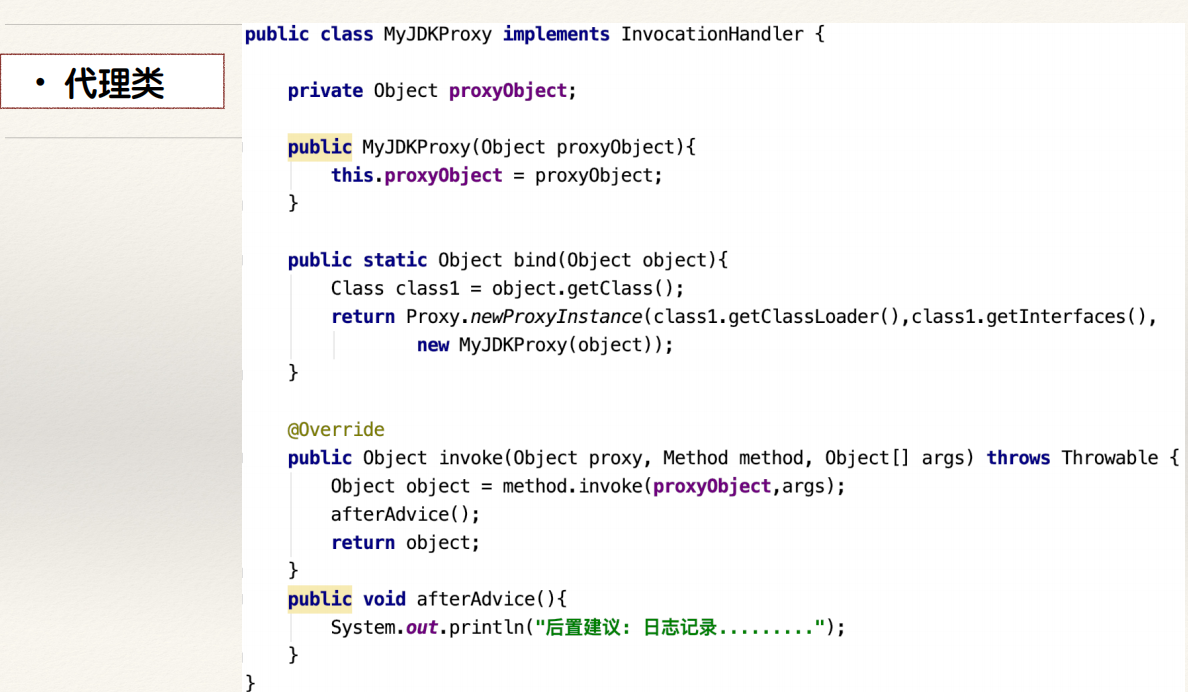 • 代理类
public class MyJDKProxy implements InvocationHandler {
private Object proxyObject;
public MyJDKProxy(Object proxyObject){
this.proxyObject = proxyObject;
}
public static Object bind(Object object){
Class class1 = object.getClass();
return Proxy.newProxyInstance(class1.getClassLoader(),class1.getInterfaces(),
new MyJDKProxy(object));
}
@Override
public Object invoke(Object proxy, Method method, Object[] args) throws Throwable {
Object object = method.invoke(proxyObject,args);
afterAdvice();
return object;
}
public void afterAdvice(){
System.out.println("后置建议: 日志记录.........");
}
}